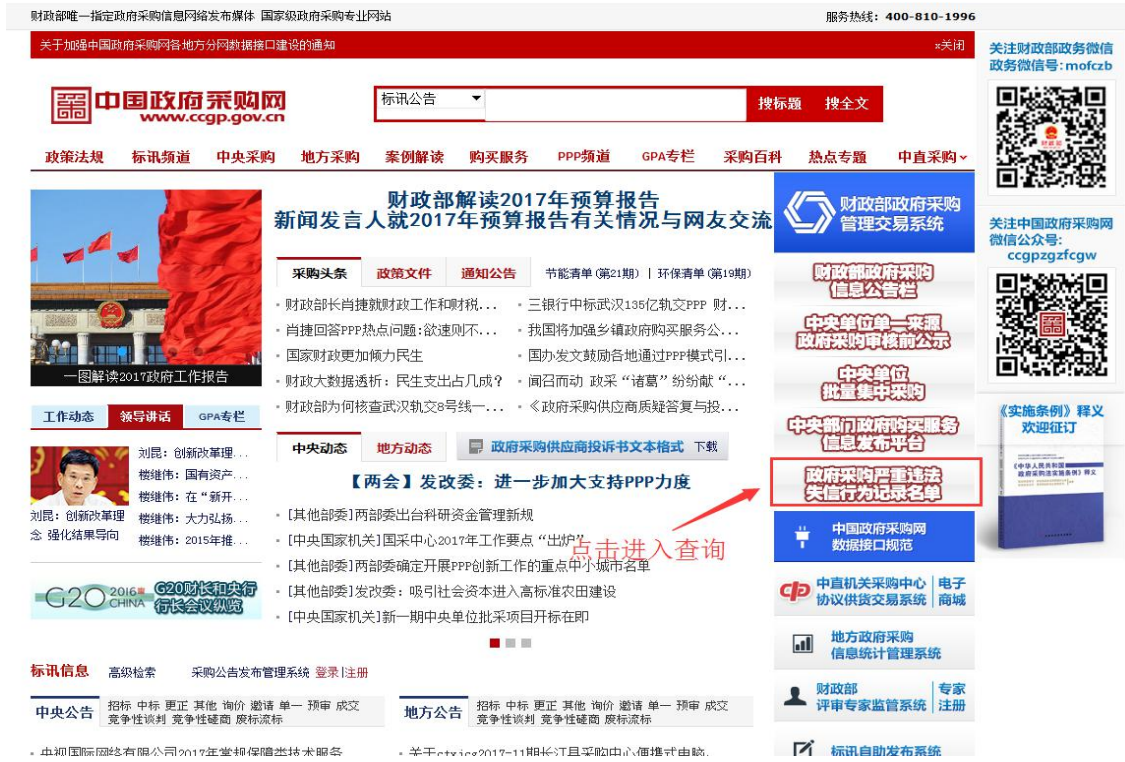 财政部唯一指定政府采购信息网络发布媒体 国家级政府采购专业网站
服务热线：400-810-1996
关于加强中国政府采购网各地方分网数据接口建设的通知
×关闭
中国政府采购网
www.ccgp.gov.cn
标讯公告
搜标题 搜全文
政策法规 标讯频道 中央采购 地方采购 案例解读 购买服务 PPP频道 GPA专栏 采购百科 热点专题 中直采购
一图解读2017政府工作报告
财政部解读2017年预算报告
新闻发言人就2017年预算报告有关情况与网友交流
采购头条 政策文件 通知公告 节能清单(第21期) | 环保清单(第19期)
财政部长肖捷就财政工作和财税...
三银行中标武汉135亿轨交PPP 财...
肖捷回答PPP热点问题:欲速则不...
我国将加强乡镇政府购买服务公...
国家财政更加倾力民生
国办发文鼓励各地通过PPP模式引...
财政大数据透析：民生支出占几成？
闻召而动 政采“诸葛”纷纷献“...
财政部为何核查武汉轨交8号线一...
《政府采购供应商质疑答复与投...
工作动态 领导讲话 GPA专栏
刘昆：创新改革理念 强化结果导向
刘昆：创新改革理...
楼继伟：国有资产...
楼继伟：在“新开...
楼继伟：大力弘扬...
楼继伟：2015年推...
G20 2016 CHINA G20财长和央行
行长会议纵览
中央动态 地方动态 政府采购供应商投诉书文本格式 下载
【两会】发改委：进一步加大支持PPP力度
[其他部委]两部委出台科研资金管理新规
[中央国家机关]国采中心2017年工作要点“出炉”
[其他部委]两部委确定开展PPP创新工作的重点中小城市名单
[其他部委]发改委：吸引社会资本进入高标准农田建设
[中央国家机关]新一期中央单位批采项目开标在即
点击进入查询
财政部政府采购
管理交易系统
财政部政府采购
信息公告栏
中央单位单一来源
政府采购审核前公示
中央单位
批量集中采购
中央部门政府购买服务
信息发布平台
政府采购严重违法
失信行为记录名单
中国政府采购网
数据接口规范
中直机关采购中心 电子
协议供货交易系统 商城
地方政府采购
信息统计管理系统
财政部 专家
评审专家监管系统 注册
标讯自助发布系统
关注财政部政务微信
政务微信号：mofczb
关注中国政府采购网
微信公众号：
ccgpzgzfcgw
《实施条例》释义
欢迎征订
《中华人民共和国
政府采购法实施条例》释义
标讯信息 高级检索 采购公告发布管理系统 登录|注册
中央公告 招标 中标 更正 其他 询价 邀请 单一 预审 成交
竞争性谈判 竞争性磋商 废标流标
地方公告 招标 中标 更正 其他 询价 邀请 单一 预审 成交
竞争性谈判 竞争性磋商 废标流标
央视国际网络有限公司2017年常规保障类技术服务